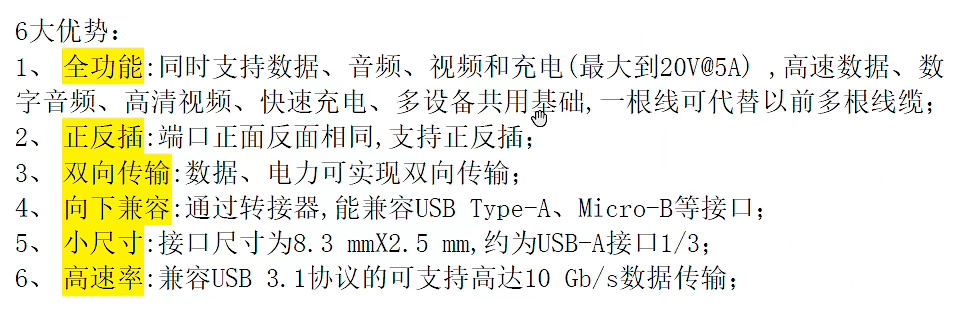 6大优势:
1、 全功能:同时支持数据、音频、视频和充电(最大到20V@5A) ,高速数据、数
字音频、高清视频、快速充电、多设备共用基础,一根线可代替以前多根线缆;
2、 正反插:端口正面反面相同,支持正反插;
3、 双向传输:数据、电力可实现双向传输;
4、 向下兼容:通过转接器,能兼容USB Type-A、Micro-B等接口;
5、 小尺寸:接口尺寸为8.3 mmX2.5 mm,约为USB-A接口1/3;
6、 高速率:兼容USB 3.1协议的可支持高达10 Gb/s数据传输;